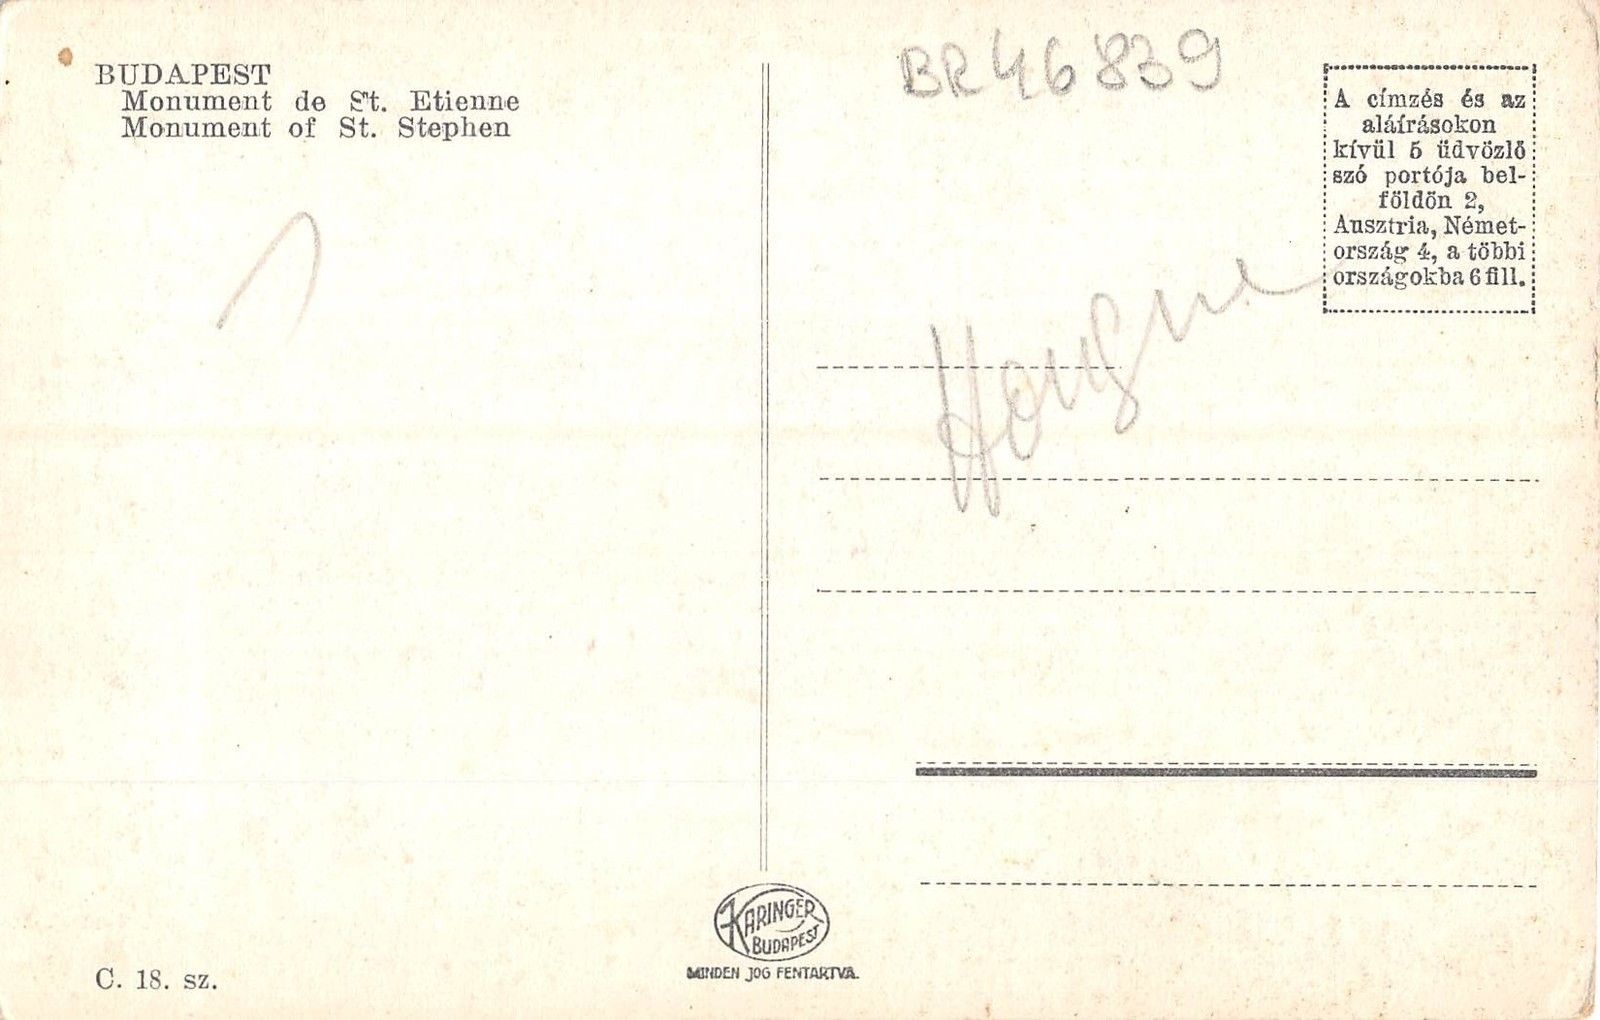 BUDAPEST
Monument de St. Etienne
Monument of St. Stephen
BR46839
A címzés és az
aláírásokon
kívül 5 üdvözlő
szó portója bel-
földön 2,
Ausztria, Német-
ország 4, a többi
országokba 6 fill.
KARINGER
BUDAPEST
MINDEN JOG FENTARTVA.
C. 18. sz.